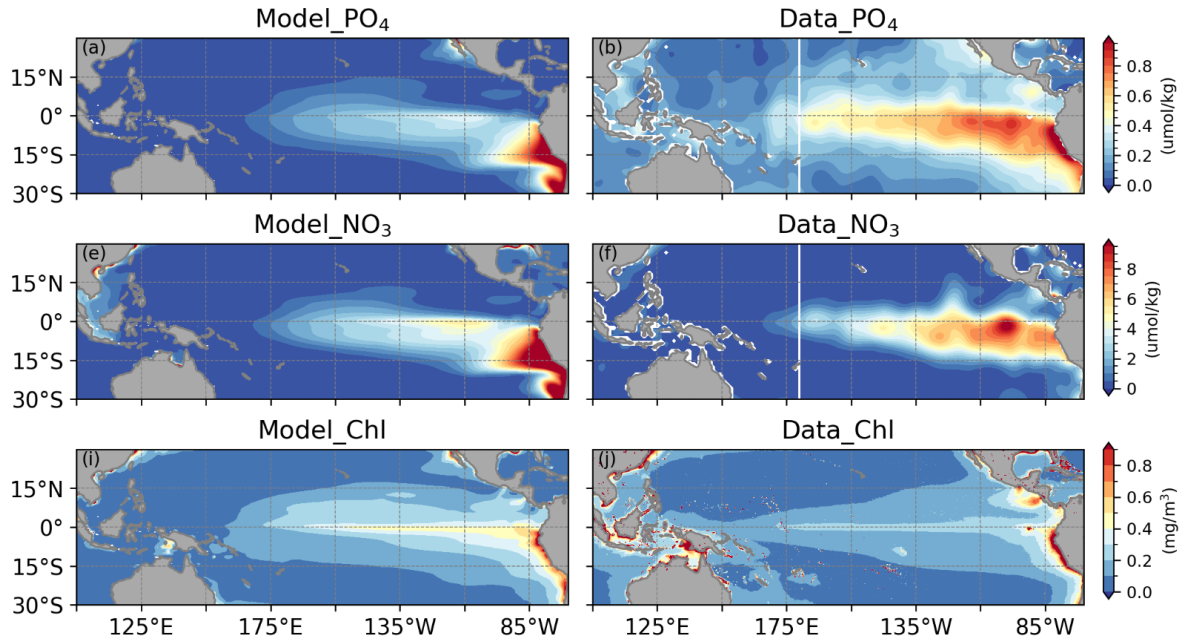 Model_PO₄
Data_PO₄
(a)
(b)
15°N
0°
15°S
30°S
0.8
0.6
0.4
0.2
0.0
(umol/kg)
Model_NO₃
Data_NO₃
(e)
(f)
15°N
0°
15°S
30°S
8
6
4
2
0
(umol/kg)
Model_Chl
Data_Chl
(i)
(j)
15°N
0°
15°S
30°S
0.8
0.6
0.4
0.2
0.0
(mg/m³)
125°E 175°E 135°W 85°W
125°E 175°E 135°W 85°W